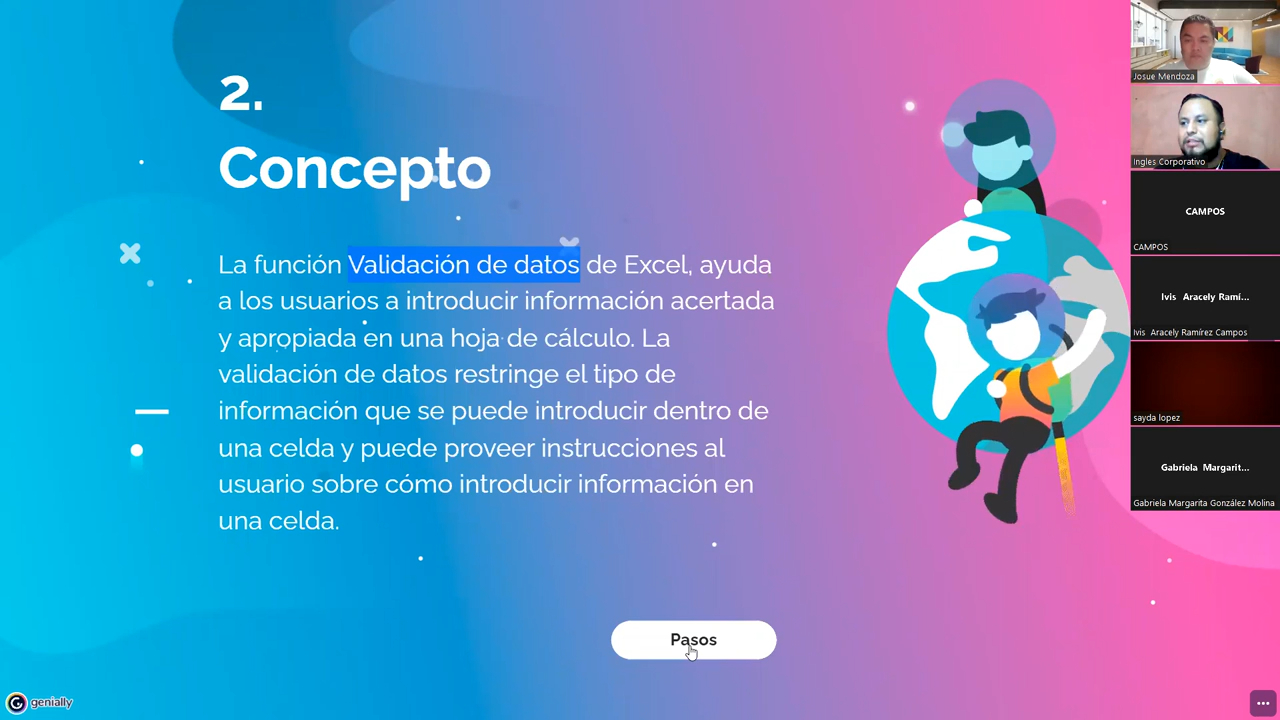 2.
Concepto
La función Validación de datos de Excel, ayuda
a los usuarios a introducir información acertada
y apropiada en una hoja de cálculo. La
validación de datos restringe el tipo de
información que se puede introducir dentro de
una celda y puede proveer instrucciones al
usuario sobre cómo introducir información en
una celda.
Pasos
genially
Josue Mendoza
Ingles Corporativo
CAMPOS
CAMPOS
Ivis Aracely Ramí...
Ivis Aracely Ramírez Campos
sayda lopez
Gabriela Margarit...
Gabriela Margarita González Molina